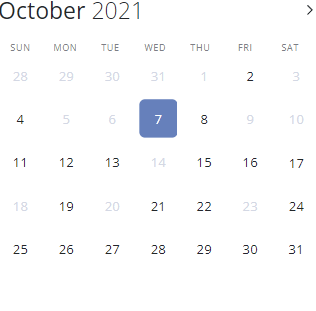 October 2021 >
SUN MON TUE WED THU FRI SAT
28 29 30 31 1 2 3
4 5 6 7 8 9 10
11 12 13 14 15 16 17
18 19 20 21 22 23 24
25 26 27 28 29 30 31